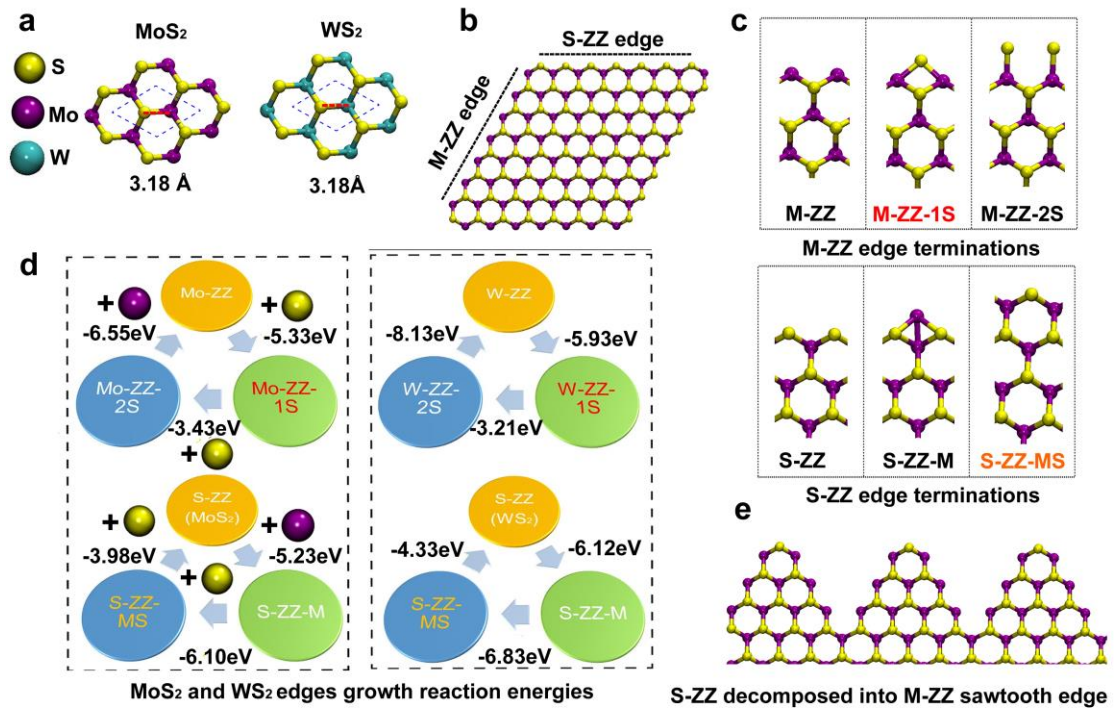 a
MoS₂
WS₂
S
Mo
W
3.18 Å
3.18Å
b
S-ZZ edge
M-ZZ edge
c
M-ZZ
M-ZZ-1S
M-ZZ-2S
M-ZZ edge terminations
S-ZZ
S-ZZ-M
S-ZZ-MS
S-ZZ edge terminations
d
Mo-ZZ
+
-6.55eV
+
-5.33eV
Mo-ZZ-
2S
Mo-ZZ-
1S
-3.43eV
+
S-ZZ
(MoS₂)
+
-3.98eV
+
-5.23eV
+
S-ZZ-
MS
S-ZZ-M
-6.10eV
W-ZZ
-8.13eV
-5.93eV
W-ZZ-
2S
W-ZZ-
1S
-3.21eV
S-ZZ
(WS₂)
-4.33eV
-6.12eV
S-ZZ-
MS
S-ZZ-M
-6.83eV
MoS₂ and WS₂ edges growth reaction energies
e
S-ZZ decomposed into M-ZZ sawtooth edge